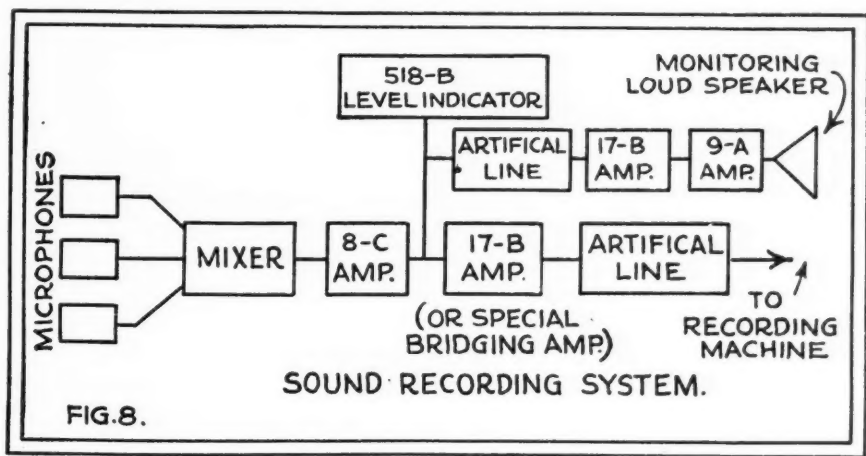 518-B
LEVEL INDICATOR
MONITORING
LOUD SPEAKER
ARTIFICAL
LINE
17-B
AMP.
9-A
AMP.
MICROPHONES
MIXER
8-C
AMP.
17-B
AMP.
ARTIFICAL
LINE
(OR SPECIAL
BRIDGING AMP.)
TO
RECORDING
MACHINE
SOUND RECORDING SYSTEM.
FIG.8.